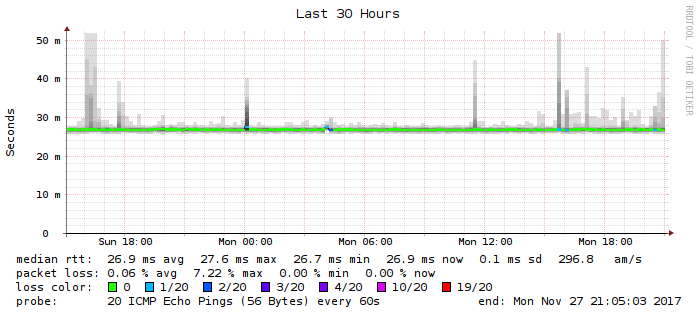 Last 30 Hours
RRDTOOL / TOBI OETIKER
Seconds
50 m
40 m
30 m
20 m
10 m
0
Sun 18:00 Mon 00:00 Mon 06:00 Mon 12:00 Mon 18:00
median rtt: 26.9 ms avg 27.6 ms max 26.7 ms min 26.9 ms now 0.1 ms sd 296.8 am/s
packet loss: 0.06 % avg 7.22 % max 0.00 % min 0.00 % now
loss color: 0 1/20 2/20 3/20 4/20 10/20 19/20
probe: 20 ICMP Echo Pings (56 Bytes) every 60s end: Mon Nov 27 21:05:03 2017